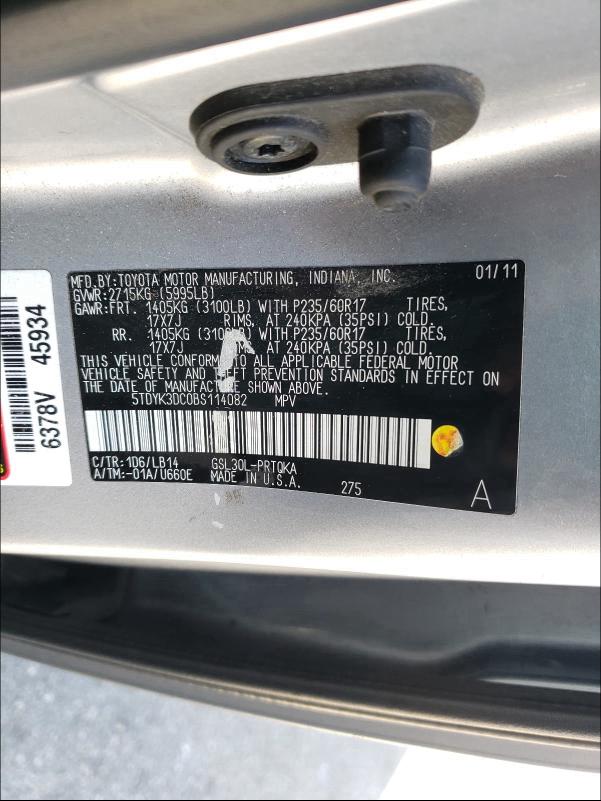 MFD.BY:TOYOTA MOTOR MANUFACTURING, INDIANA, INC. 01/11
GVWR:2715KG (5995LB)
GAWR:FRT. 1405KG (3100LB) WITH P235/60R17 TIRES,
17X7J RIMS, AT 240KPA (35PSI) COLD.
RR. 1405KG (3100LB) WITH P235/60R17 TIRES,
17X7J RIMS, AT 240KPA (35PSI) COLD.
THIS VEHICLE CONFORMS TO ALL APPLICABLE FEDERAL MOTOR
VEHICLE SAFETY AND THEFT PREVENTION STANDARDS IN EFFECT ON
THE DATE OF MANUFACTURE SHOWN ABOVE.
5TDYK3DC0BS114082 MPV
C/TR:1D6/LB14 GSL30L-PRTQKA
A/TM:-01A/U660E MADE IN U.S.A. 275 A
6378V 45934